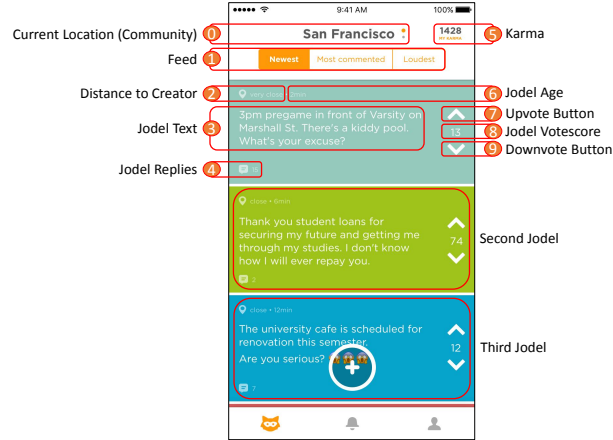 9:41 AM
100%
Current Location (Community) 0 San Francisco 1428 5 Karma
MY KARMA
Feed 1 Newest Most commented Loudest
Distance to Creator 2 very close • 2min 6 Jodel Age
Jodel Text 3 3pm pregame in front of Varsity on 7 Upvote Button
Marshall St. There's a kiddy pool. 13 8 Jodel Votescore
What's your excuse? 9 Downvote Button
Jodel Replies 4
close • 6min
Thank you student loans for
securing my future and getting me 74 Second Jodel
through my studies. I don't know
how I will ever repay you.
2
close • 12min
The university cafe is scheduled for
renovation this semester. 12 Third Jodel
Are you serious? 😱😱😱
7